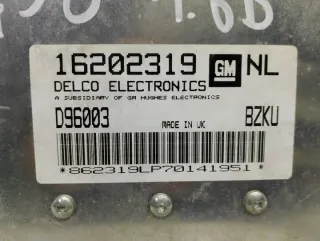 16202319 GM NL
DELCO ELECTRONICS
A SUBSIDIARY OF GM HUGHES ELECTRONICS
D96003 MADE IN UK BZKU
*862319LP70141951*